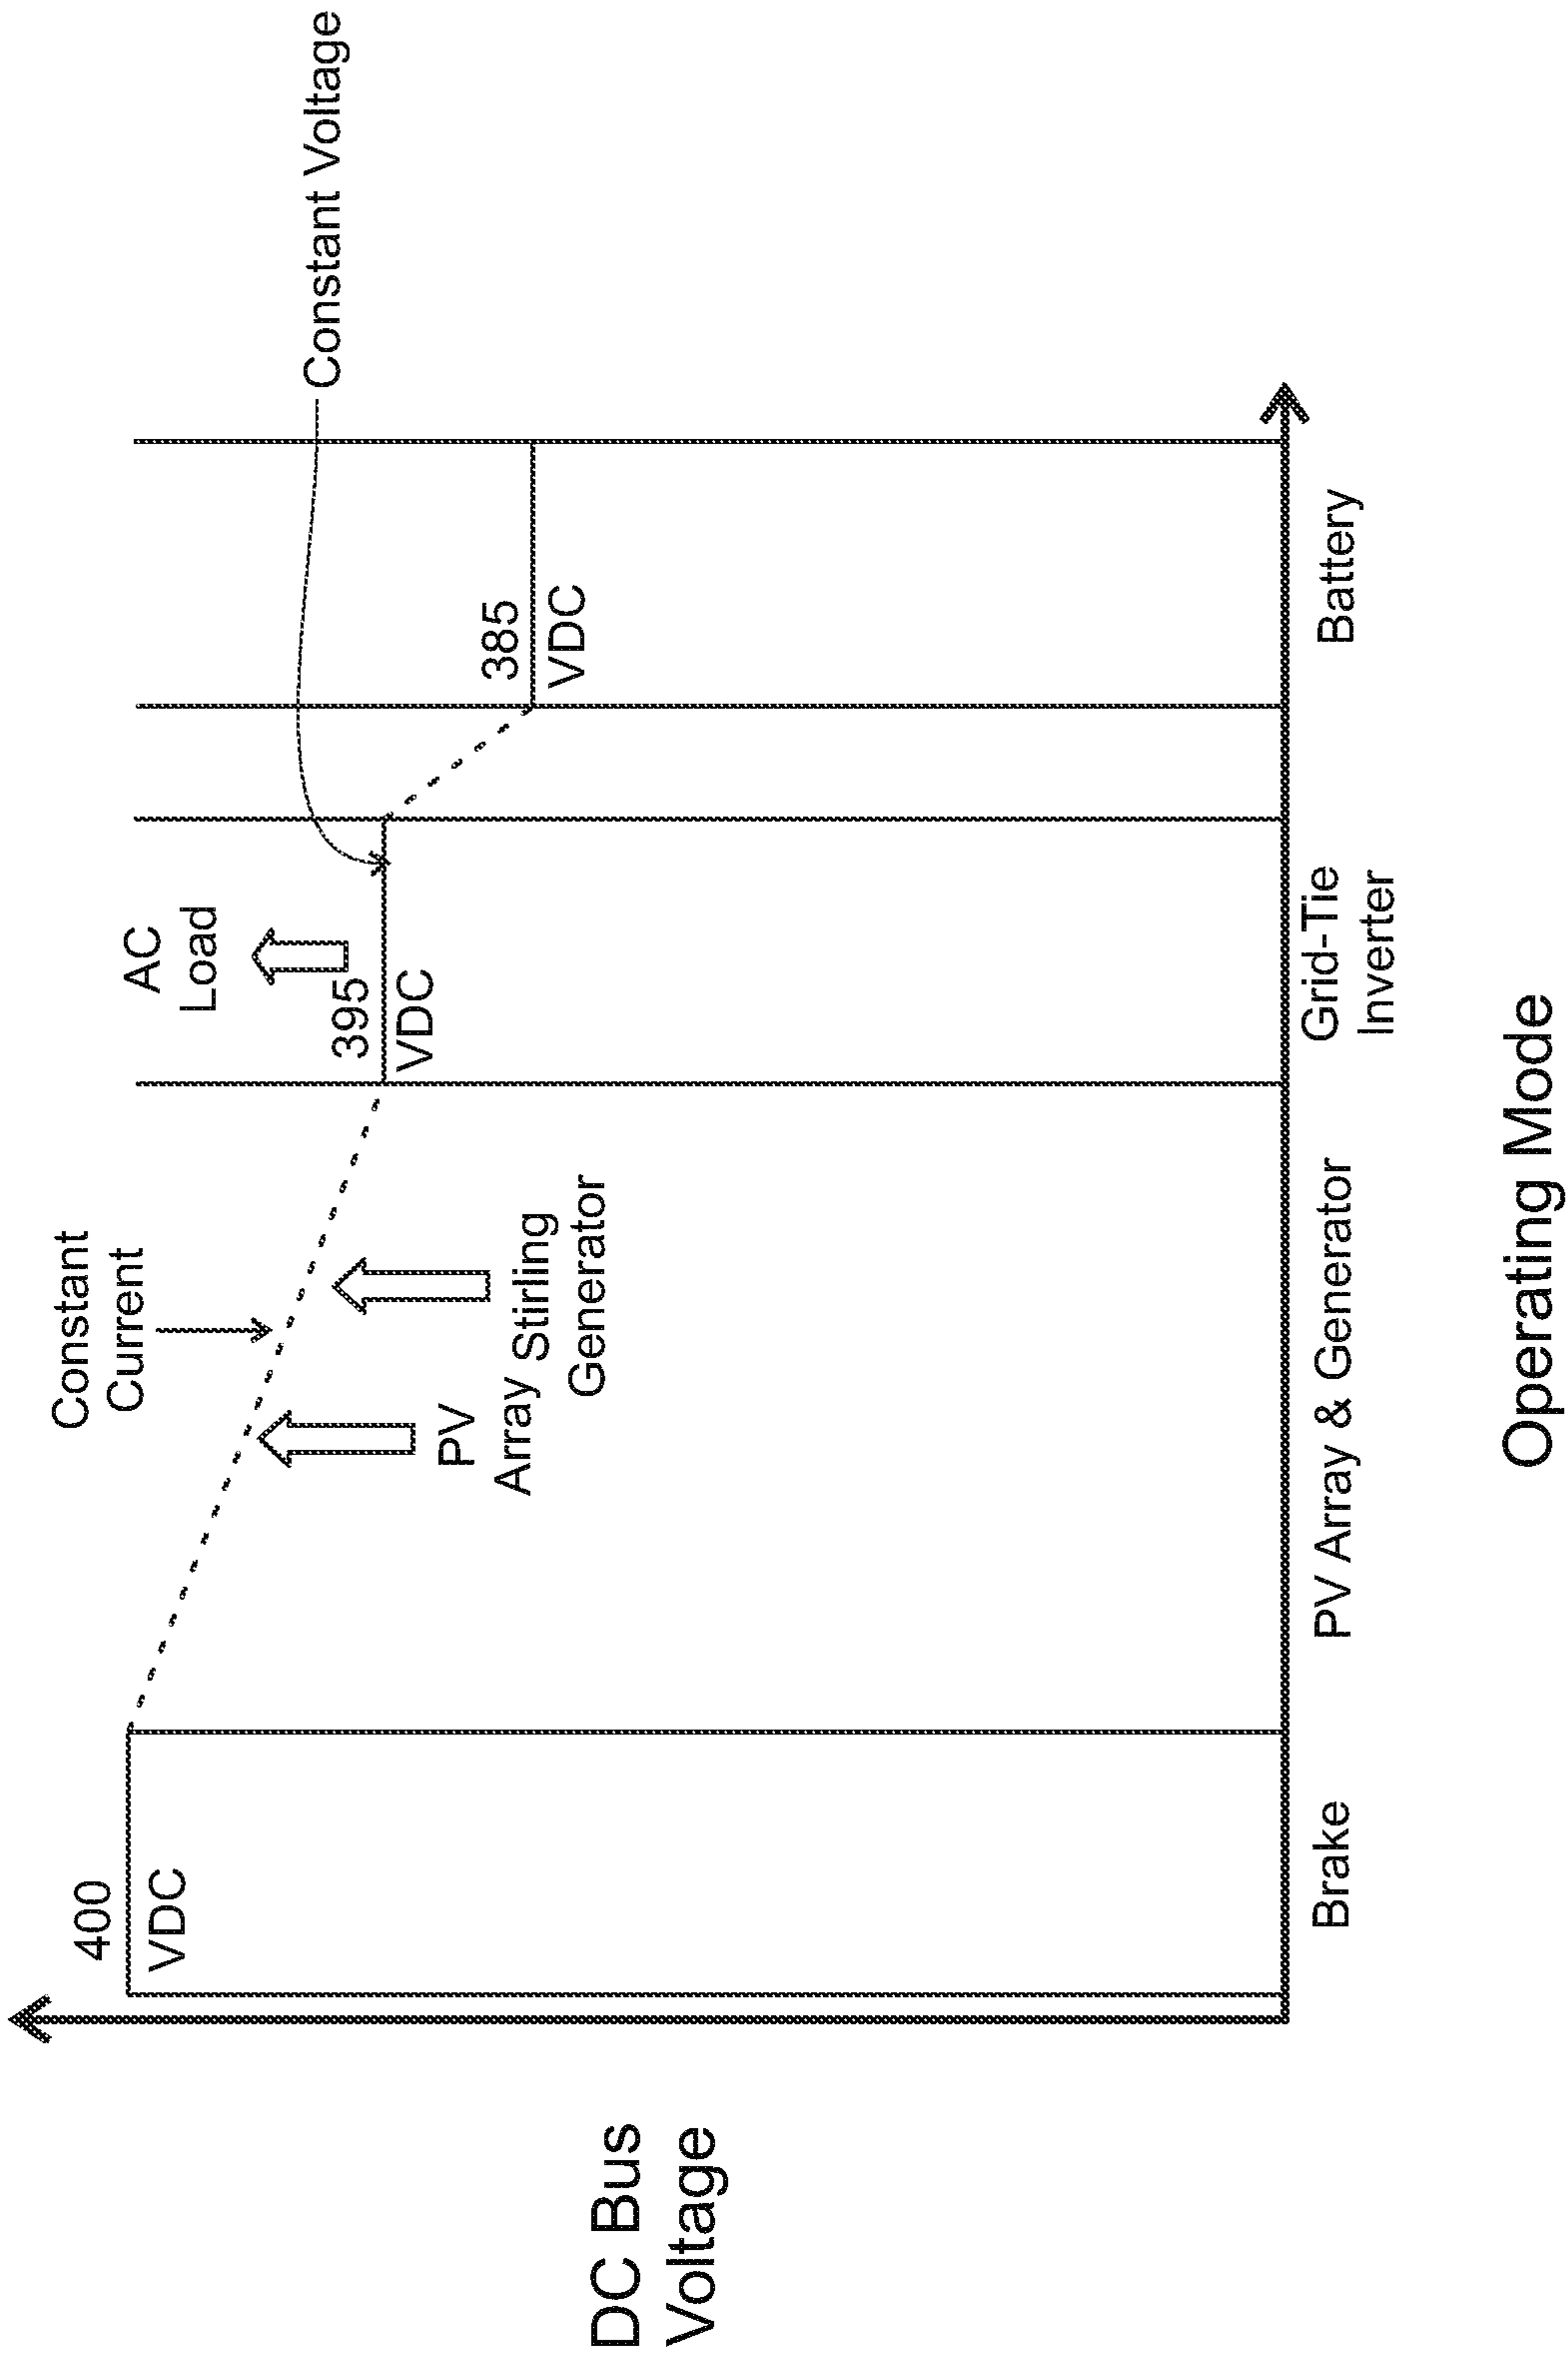 Constant
Current
AC
Load
Constant Voltage
400
VDC
395
VDC
385
VDC
PV
Array
Stirling
Generator
DC Bus
Voltage
Brake
PV Array & Generator
Grid-Tie
Inverter
Battery
Operating Mode